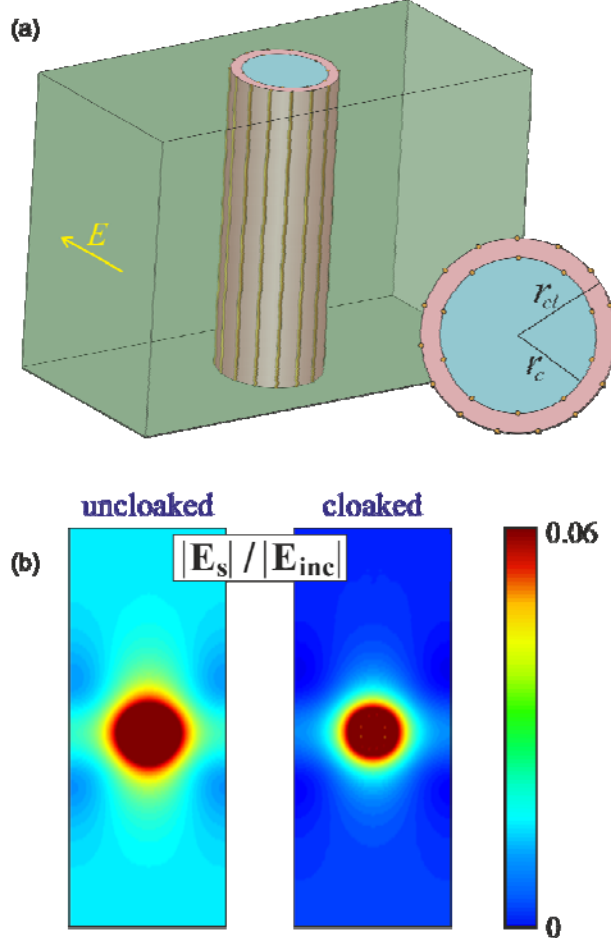 (a)
E
r_cl
r_c
uncloaked cloaked
(b)
|E_s| / |E_inc|
0.06
0